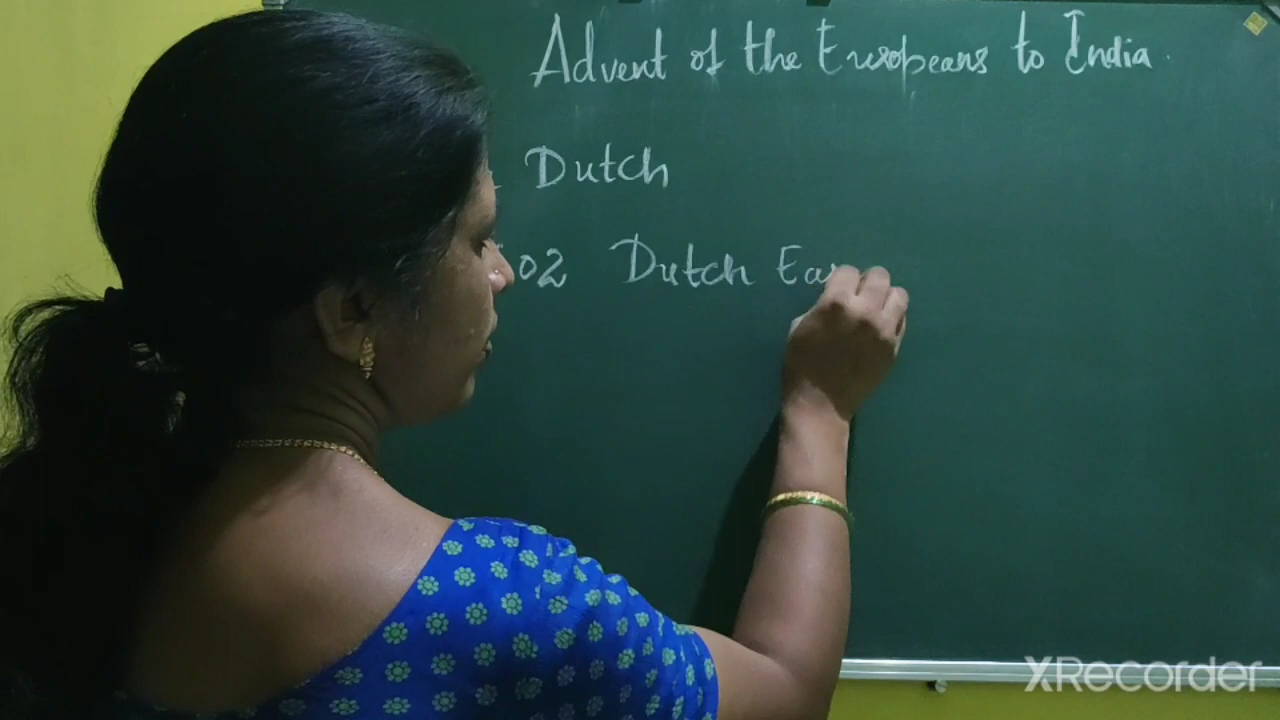 Advent of the Europeans to India.
Dutch
02 Dutch Ea
XRecorder